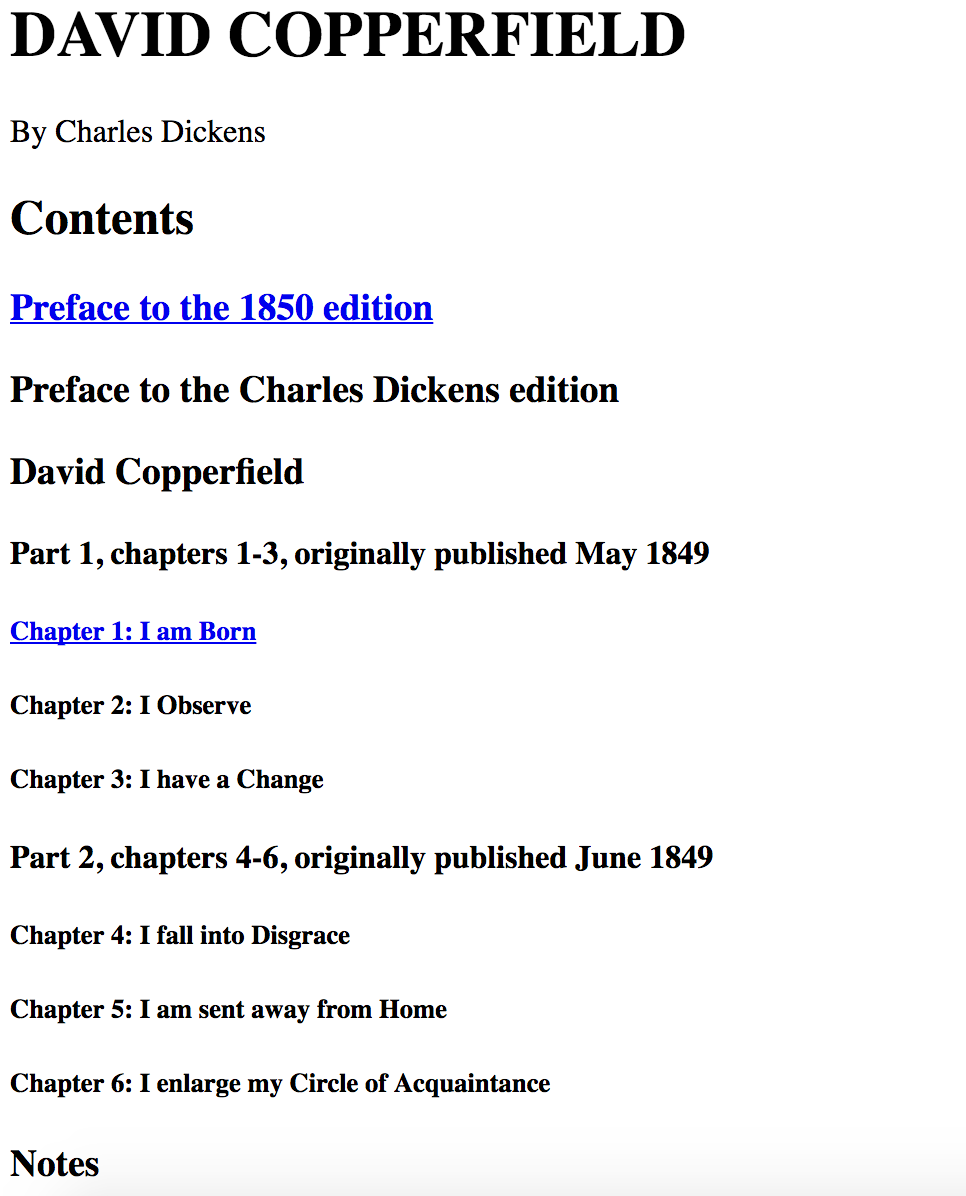 DAVID COPPERFIELD
By Charles Dickens
Contents
Preface to the 1850 edition
Preface to the Charles Dickens edition
David Copperfield
Part 1, chapters 1-3, originally published May 1849
Chapter 1: I am Born
Chapter 2: I Observe
Chapter 3: I have a Change
Part 2, chapters 4-6, originally published June 1849
Chapter 4: I fall into Disgrace
Chapter 5: I am sent away from Home
Chapter 6: I enlarge my Circle of Acquaintance
Notes